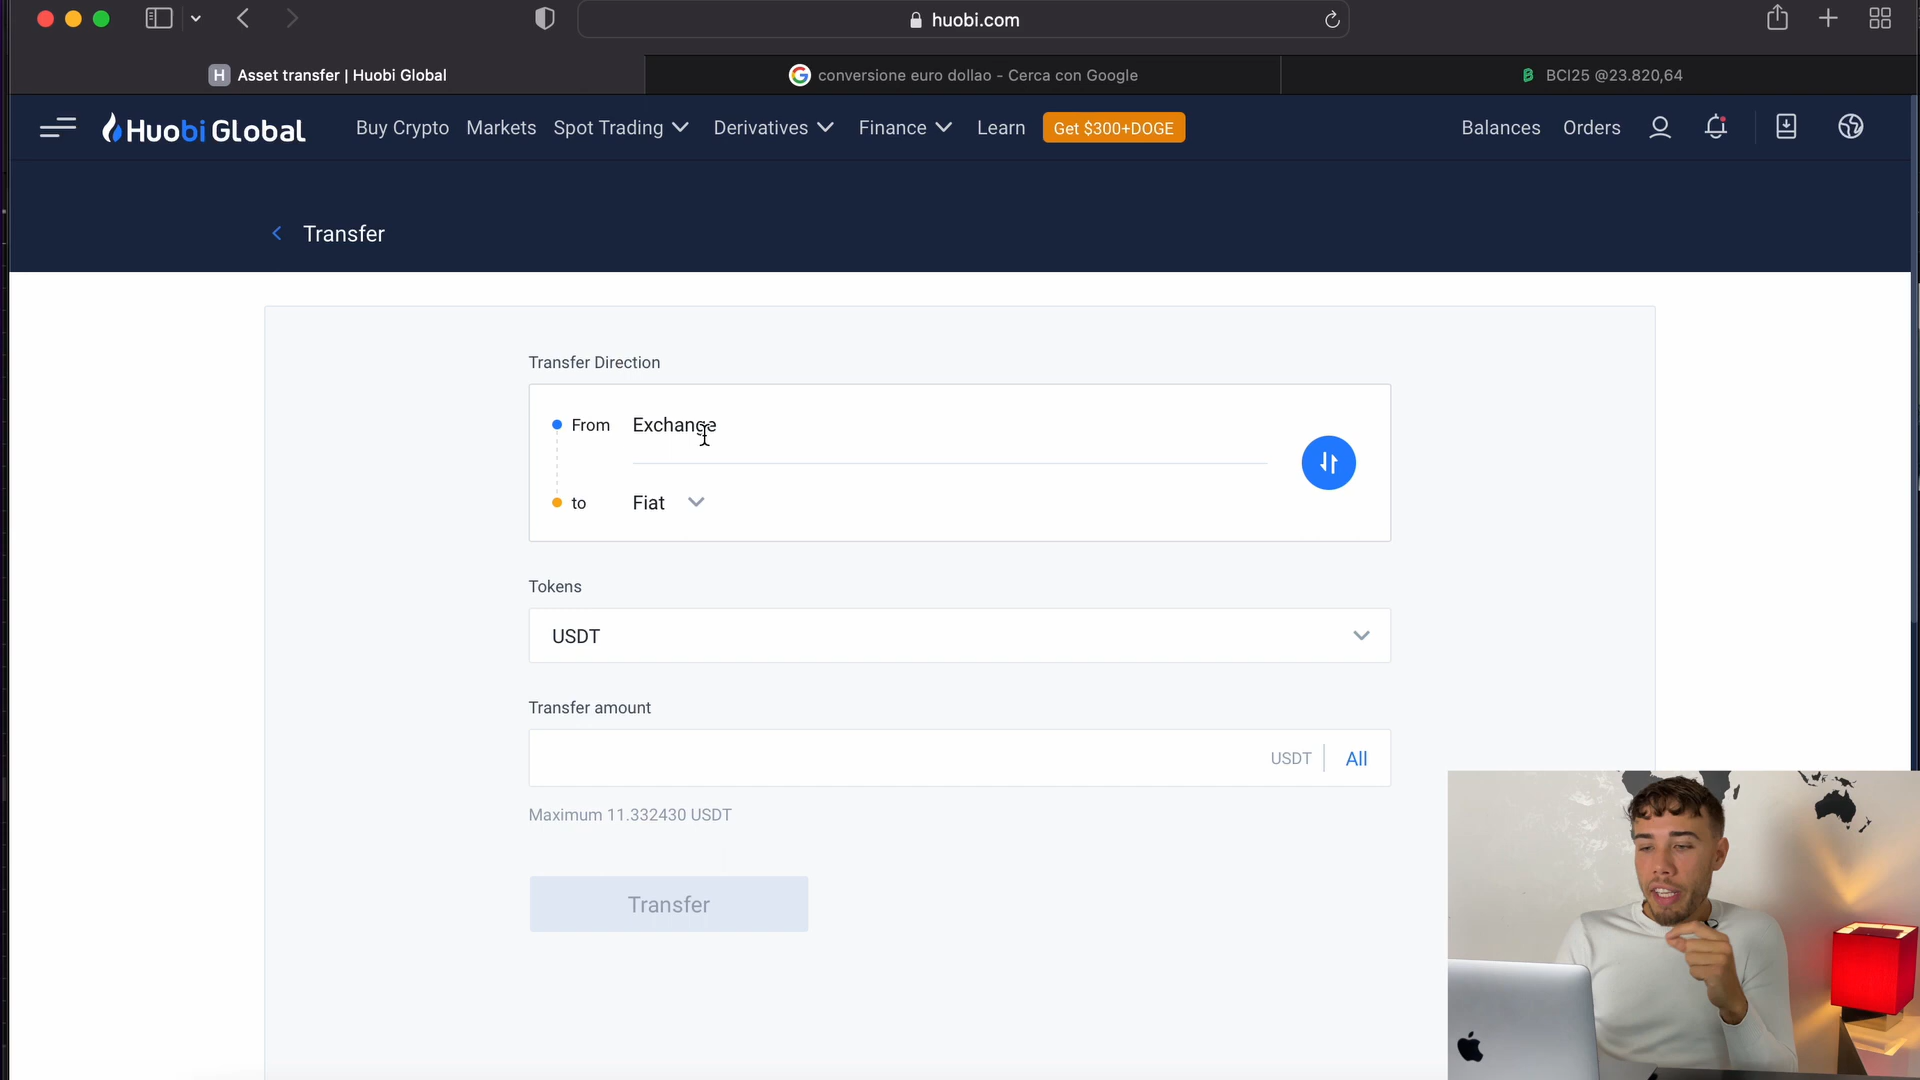 huobi.com
H Asset transfer | Huobi Global
conversione euro dollao - Cerca con Google
BCI25 @23.820,64
Huobi Global
Buy Crypto
Markets
Spot Trading
Derivatives
Finance
Learn
Get $300+DOGE
Balances
Orders
Transfer
Transfer Direction
From Exchange
to Fiat
Tokens
USDT
Transfer amount
USDT All
Maximum 11.332430 USDT
Transfer